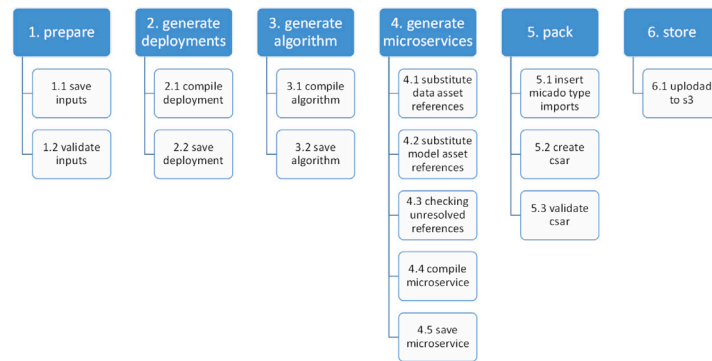 1. prepare
1.1 save
inputs
1.2 validate
inputs
2. generate
deployments
2.1 compile
deployment
2.2 save
deployment
3. generate
algorithm
3.1 compile
algorithm
3.2 save
algorithm
4. generate
microservices
4.1 substitute
data asset
references
4.2 substitute
model asset
references
4.3 checking
unresolved
references
4.4 compile
microservice
4.5 save
microservice
5. pack
5.1 insert
micado type
imports
5.2 create
csar
5.3 validate
csar
6. store
6.1 uplodad
to s3